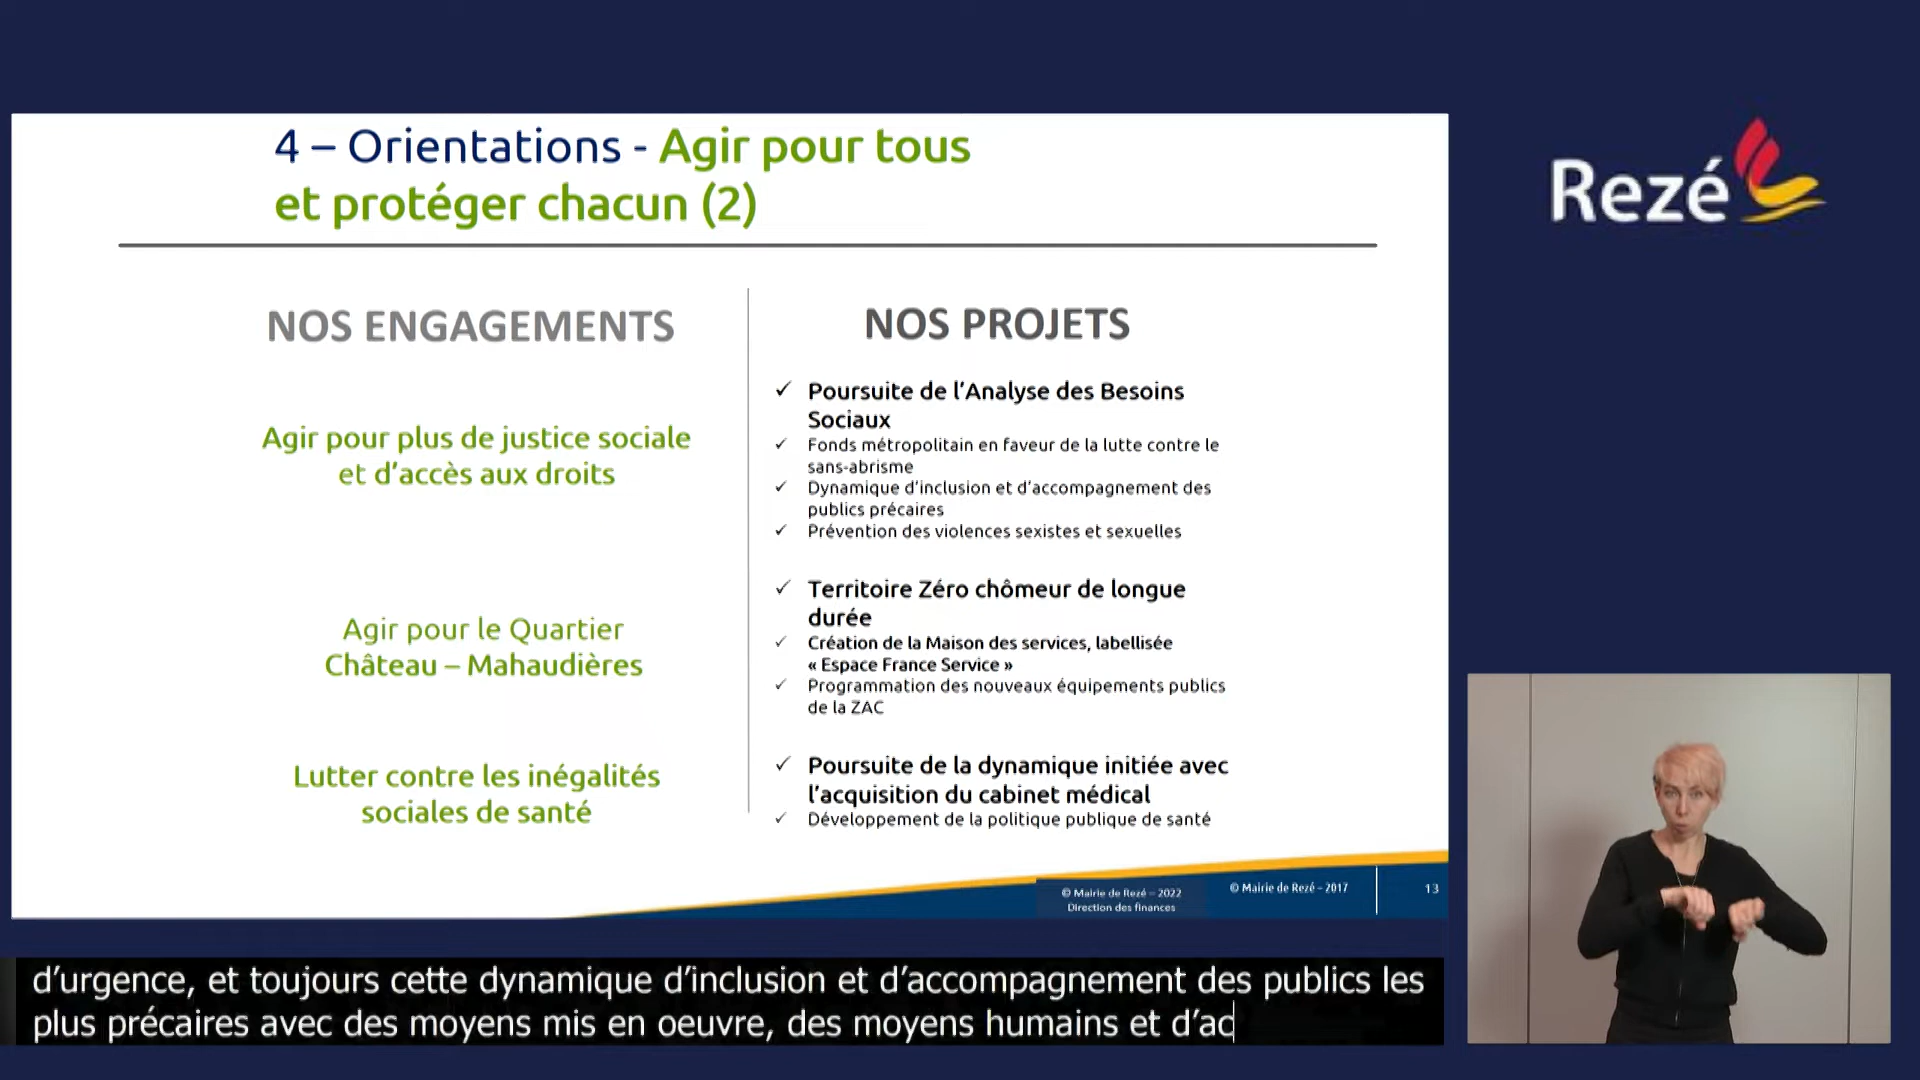 4 – Orientations - Agir pour tous
et protéger chacun (2)
Rezé
NOS ENGAGEMENTS
Agir pour plus de justice sociale
et d’accès aux droits
Agir pour le Quartier
Château – Mahaudières
Lutter contre les inégalités
sociales de santé
NOS PROJETS
✓ Poursuite de l’Analyse des Besoins
Sociaux
✓ Fonds métropolitain en faveur de la lutte contre le
sans-abrisme
✓ Dynamique d’inclusion et d’accompagnement des
publics précaires
✓ Prévention des violences sexistes et sexuelles
✓ Territoire Zéro chômeur de longue
durée
✓ Création de la Maison des services, labellisée
« Espace France Service »
✓ Programmation des nouveaux équipements publics
de la ZAC
✓ Poursuite de la dynamique initiée avec
l’acquisition du cabinet médical
✓ Développement de la politique publique de santé
© Mairie de Rezé – 2022
Direction des finances
© Mairie de Rezé – 2017
13
d’urgence, et toujours cette dynamique d’inclusion et d’accompagnement des publics les
plus précaires avec des moyens mis en oeuvre, des moyens humains et d’ac